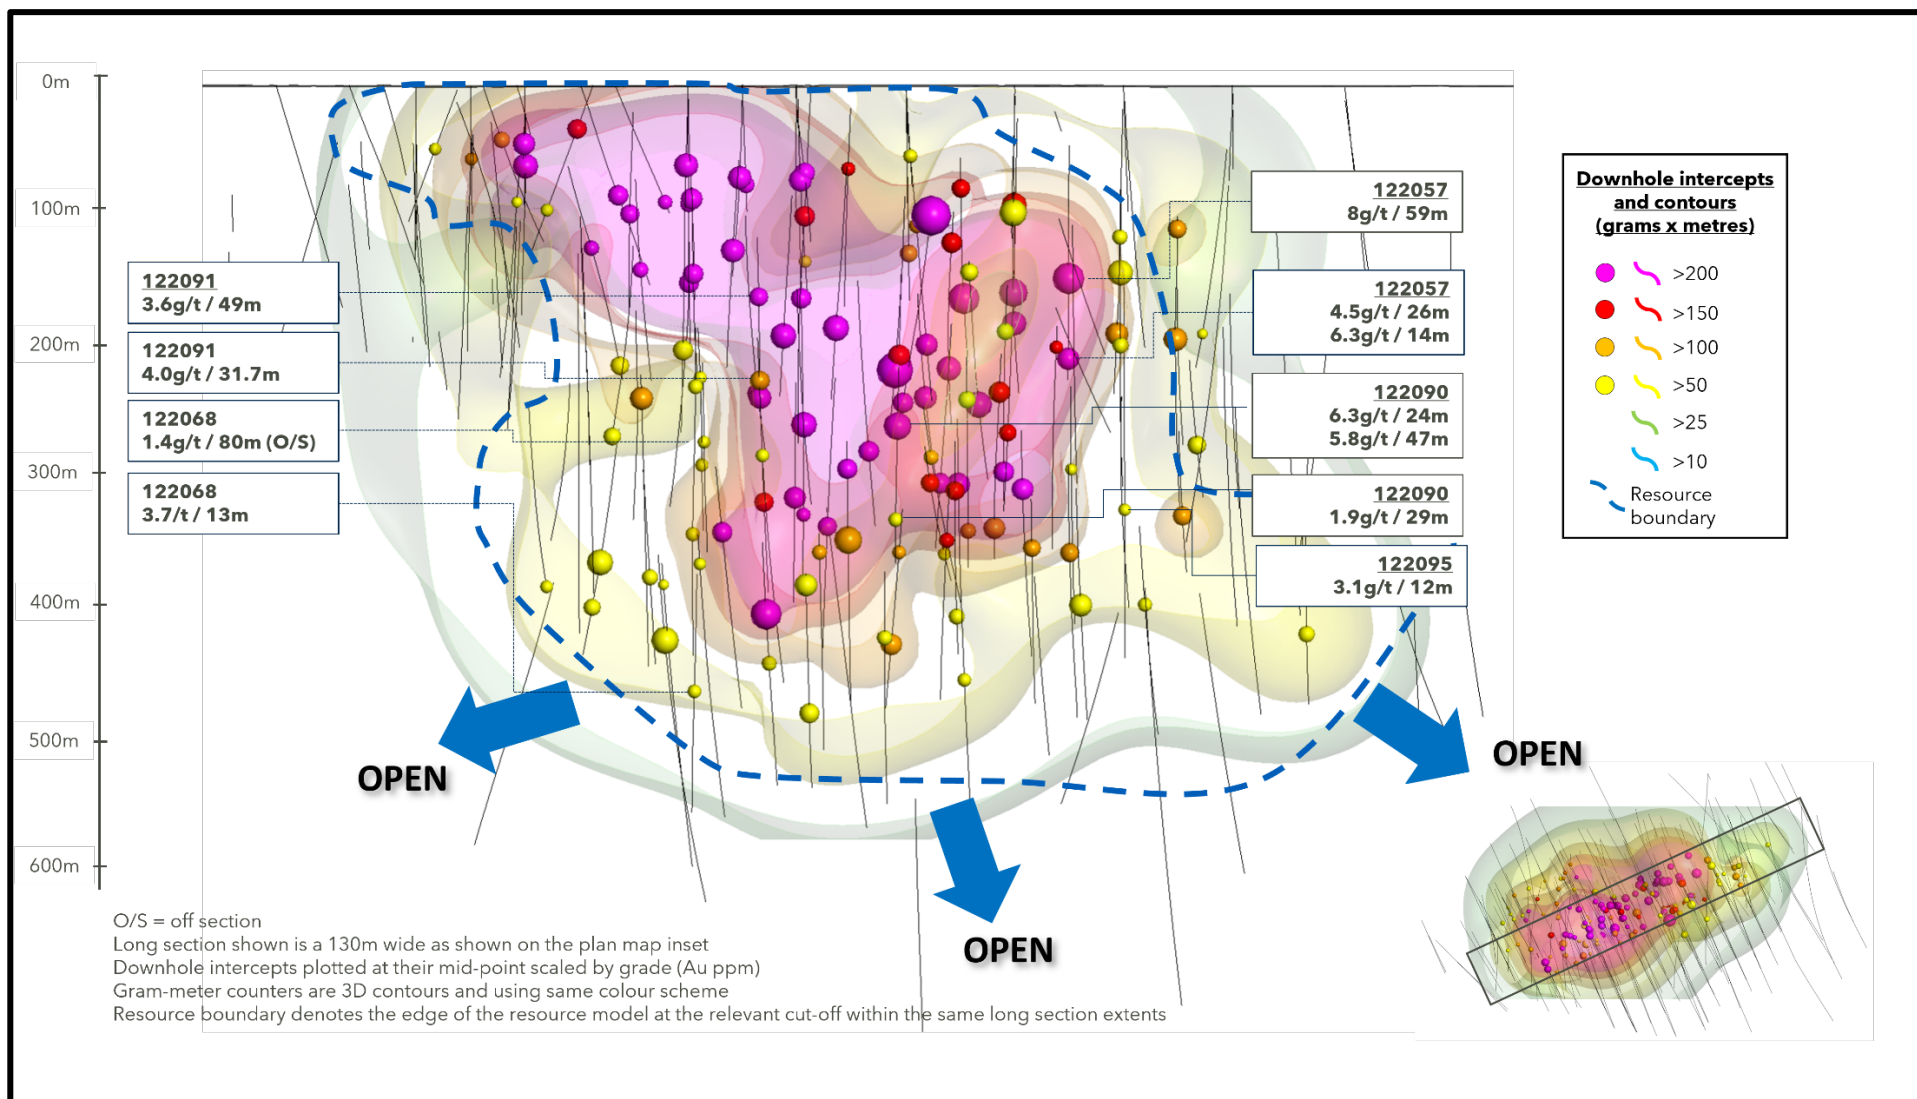 0m
100m
200m
300m
400m
500m
600m
122091
3.6g/t / 49m
122091
4.0g/t / 31.7m
122068
1.4g/t / 80m (O/S)
122068
3.7/t / 13m
122057
8g/t / 59m
122057
4.5g/t / 26m
6.3g/t / 14m
122090
6.3g/t / 24m
5.8g/t / 47m
122090
1.9g/t / 29m
122095
3.1g/t / 12m
Downhole intercepts
and contours
(grams x metres)
>200
>150
>100
>50
>25
>10
Resource
boundary
OPEN
OPEN
OPEN
O/S = off section
Long section shown is a 130m wide as shown on the plan map inset
Downhole intercepts plotted at their mid-point scaled by grade (Au ppm)
Gram-meter counters are 3D contours and using same colour scheme
Resource boundary denotes the edge of the resource model at the relevant cut-off within the same long section extents